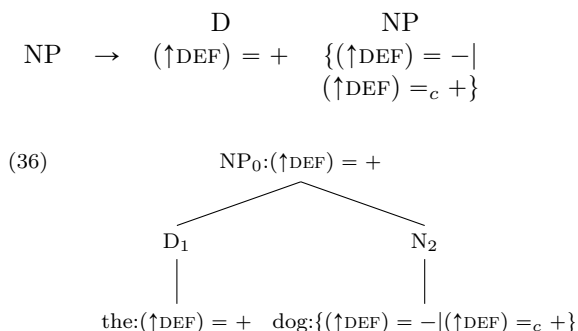 D NP
NP → (↑DEF) = + {(↑DEF) = −|
(↑DEF) =c +}
(36) NP0:(↑DEF) = +
D1 N2
the:(↑DEF) = + dog:{(↑DEF) = −|(↑DEF) =c +}